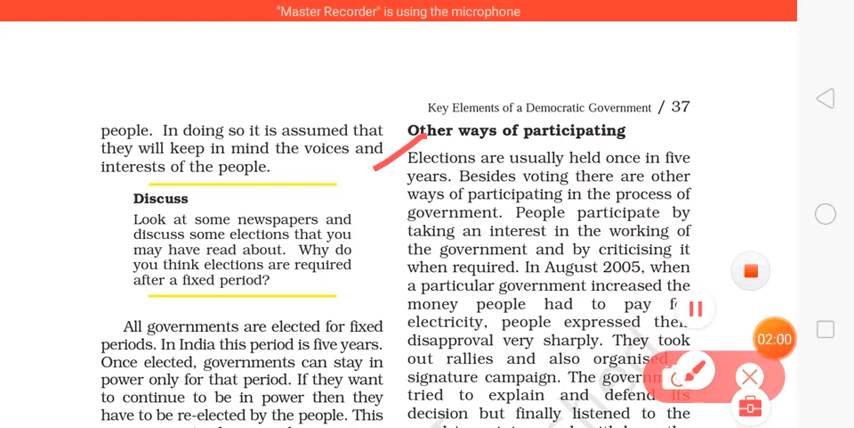 "Master Recorder" is using the microphone
Key Elements of a Democratic Government / 37
people. In doing so it is assumed that
they will keep in mind the voices and
interests of the people.
Discuss
Look at some newspapers and
discuss some elections that you
may have read about. Why do
you think elections are required
after a fixed period?
All governments are elected for fixed
periods. In India this period is five years.
Once elected, governments can stay in
power only for that period. If they want
to continue to be in power then they
have to be re-elected by the people. This
Other ways of participating
Elections are usually held once in five
years. Besides voting there are other
ways of participating in the process of
government. People participate by
taking an interest in the working of
the government and by criticising it
when required. In August 2005, when
a particular government increased the
money people had to pay
electricity, people expressed their
disapproval very sharply. They took
out rallies and also organised
signature campaign. The
tried to explain and defend its
decision but finally listened to the
02:00